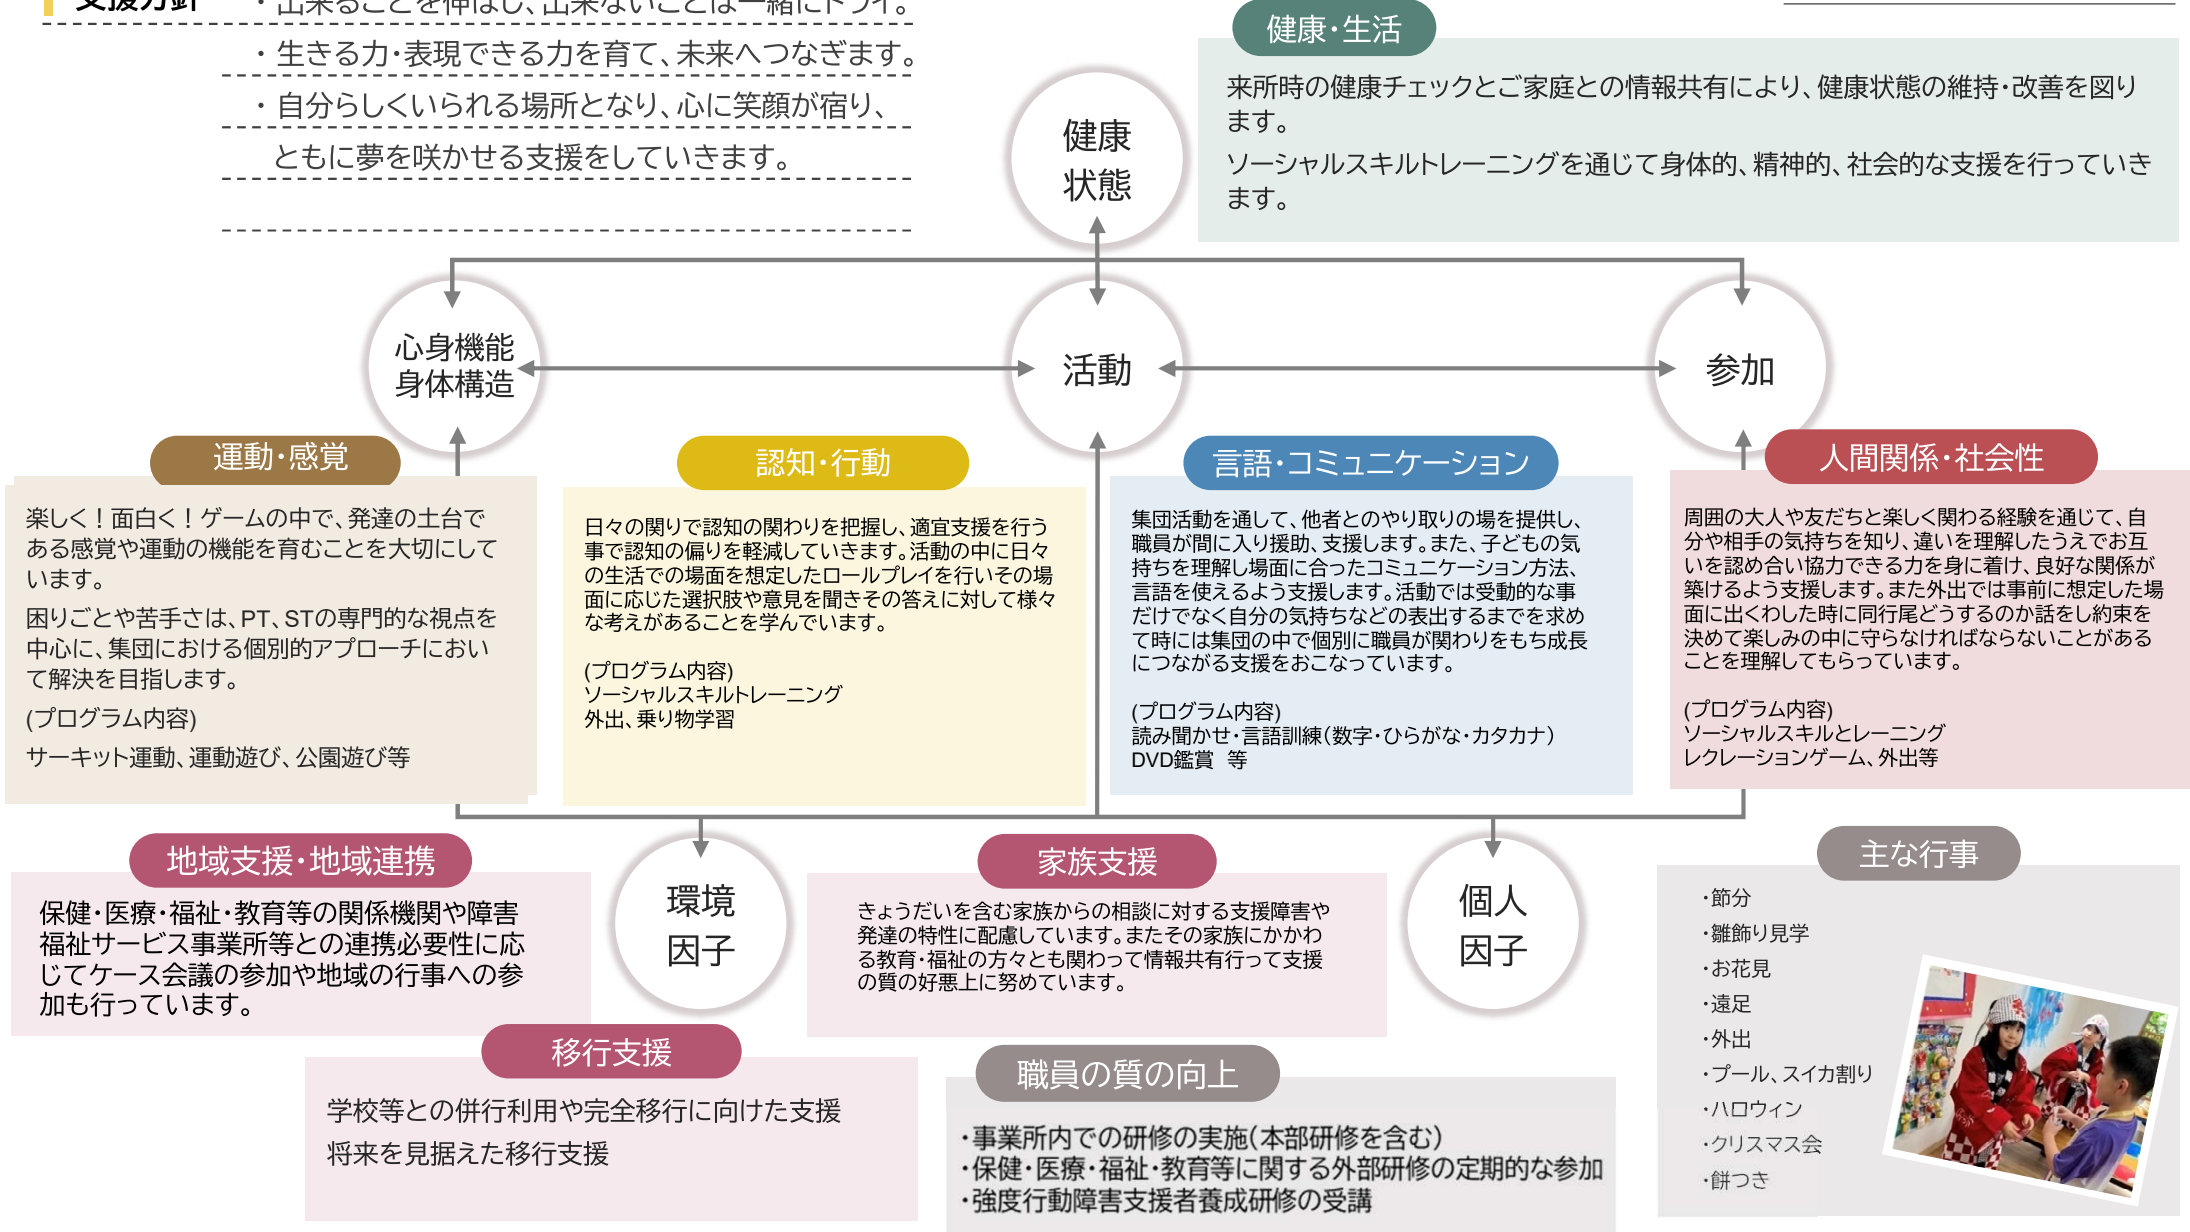 支援方針
・出来ることを伸ばし、出来ないことは一緒にトライ。
・生きる力・表現できる力を育て、未来へつなぎます。
・自分らしくいられる場所となり、心に笑顔が宿り、
ともに夢を咲かせる支援をしていきます。
健康・生活
来所時の健康チェックとご家庭との情報共有により、健康状態の維持・改善を図り
ます。
ソーシャルスキルトレーニングを通じて身体的、精神的、社会的な支援を行っていき
ます。
健康
状態
心身機能
身体構造
活動
参加
運動・感覚
楽しく！面白く！ゲームの中で、発達の土台で
ある感覚や運動の機能を育むことを大切にして
います。
困りごとや苦手さは、PT、STの専門的な視点を
中心に、集団における個別的アプローチにおい
て解決を目指します。
(プログラム内容)
サーキット運動、運動遊び、公園遊び等
認知・行動
日々の関りで認知の関わりを把握し、適宜支援を行う
事で認知の偏りを軽減していきます。活動の中に日々
の生活での場面を想定したロールプレイを行いその場
面に応じた選択肢や意見を聞きその答えに対して様々
な考えがあることを学んでいます。
(プログラム内容)
ソーシャルスキルトレーニング
外出、乗り物学習
言語・コミュニケーション
集団活動を通して、他者とのやり取りの場を提供し、
職員が間に入り援助、支援します。また、子どもの気
持ちを理解し場面に合ったコミュニケーション方法、
言語を使えるよう支援します。活動では受動的な事
だけでなく自分の気持ちなどの表出するまでを求め
て時には集団の中で個別に職員が関わりをもち成長
につながる支援をおこなっています。
(プログラム内容)
読み聞かせ・言語訓練（数字・ひらがな・カタカナ）
DVD鑑賞　等
人間関係・社会性
周囲の大人や友だちと楽しく関わる経験を通じて、自
分や相手の気持ちを知り、違いを理解したうえでお互
いを認め合い協力できる力を身に着け、良好な関係が
築けるよう支援します。また外出では事前に想定した場
面に出くわした時に同行尾どうするのか話をし約束を
決めて楽しみの中に守らなければならないことがある
ことを理解してもらっています。
(プログラム内容)
ソーシャルスキルとレーニング
レクレーションゲーム、外出等
地域支援・地域連携
保健・医療・福祉・教育等の関係機関や障害
福祉サービス事業所等との連携必要性に応
じてケース会議の参加や地域の行事への参
加も行っています。
環境
因子
家族支援
きょうだいを含む家族からの相談に対する支援障害や
発達の特性に配慮しています。またその家族にかかわ
る教育・福祉の方々とも関わって情報共有行って支援
の質の好悪上に努めています。
個人
因子
主な行事
・節分
・雛飾り見学
・お花見
・遠足
・外出
・プール、スイカ割り
・ハロウィン
・クリスマス会
・餅つき
移行支援
学校等との併行利用や完全移行に向けた支援
将来を見据えた移行支援
職員の質の向上
・事業所内での研修の実施（本部研修を含む）
・保健・医療・福祉・教育等に関する外部研修の定期的な参加
・強度行動障害支援者養成研修の受講